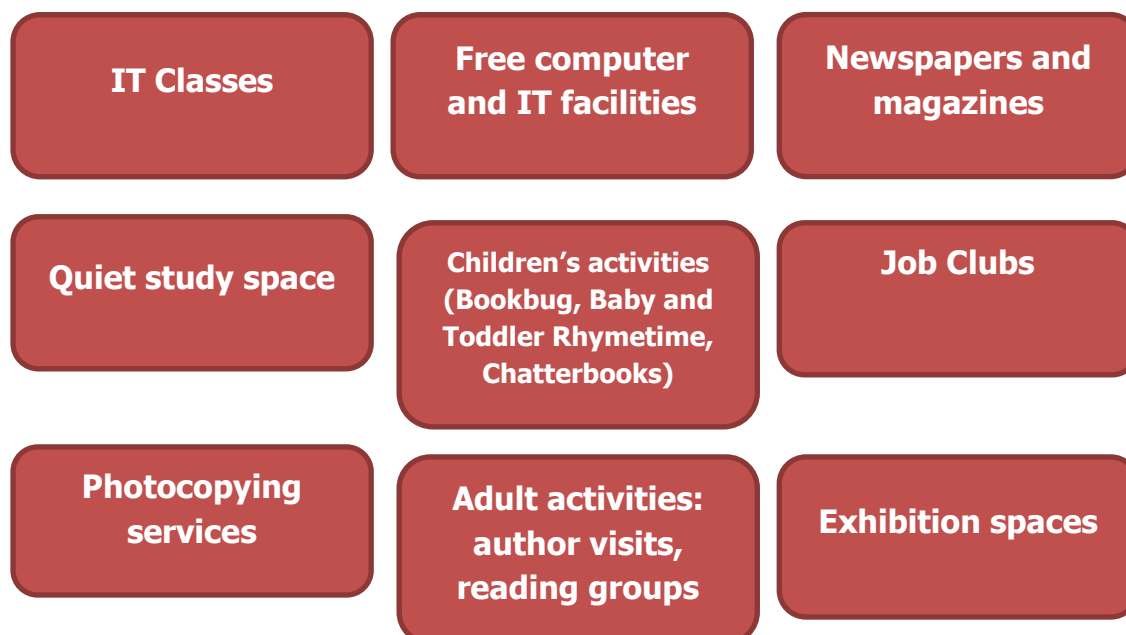 IT Classes
Free computer
and IT facilities
Newspapers and
magazines
Quiet study space
Children’s activities
(Bookbug, Baby and
Toddler Rhymetime,
Chatterbooks)
Job Clubs
Photocopying
services
Adult activities:
author visits,
reading groups
Exhibition spaces